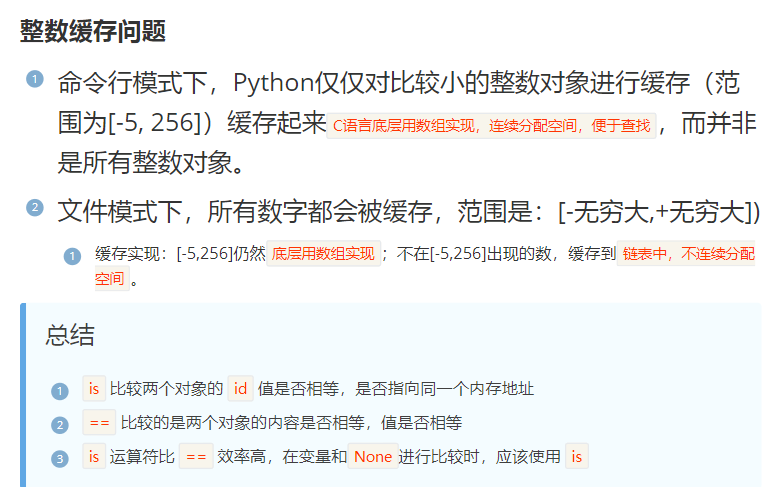 整数缓存问题
1 命令行模式下，Python仅仅对比较小的整数对象进行缓存（范
围为[-5, 256]）缓存起来 C语言底层用数组实现，连续分配空间，便于查找 ，而并非
是所有整数对象。
2 文件模式下，所有数字都会被缓存，范围是：[-无穷大,+无穷大])
1 缓存实现：[-5,256]仍然 底层用数组实现 ；不在[-5,256]出现的数，缓存到 链表中，不连续分配
空间 。
总结
1 is 比较两个对象的 id 值是否相等，是否指向同一个内存地址
2 == 比较的是两个对象的内容是否相等，值是否相等
3 is 运算符比 == 效率高，在变量和 None 进行比较时，应该使用 is